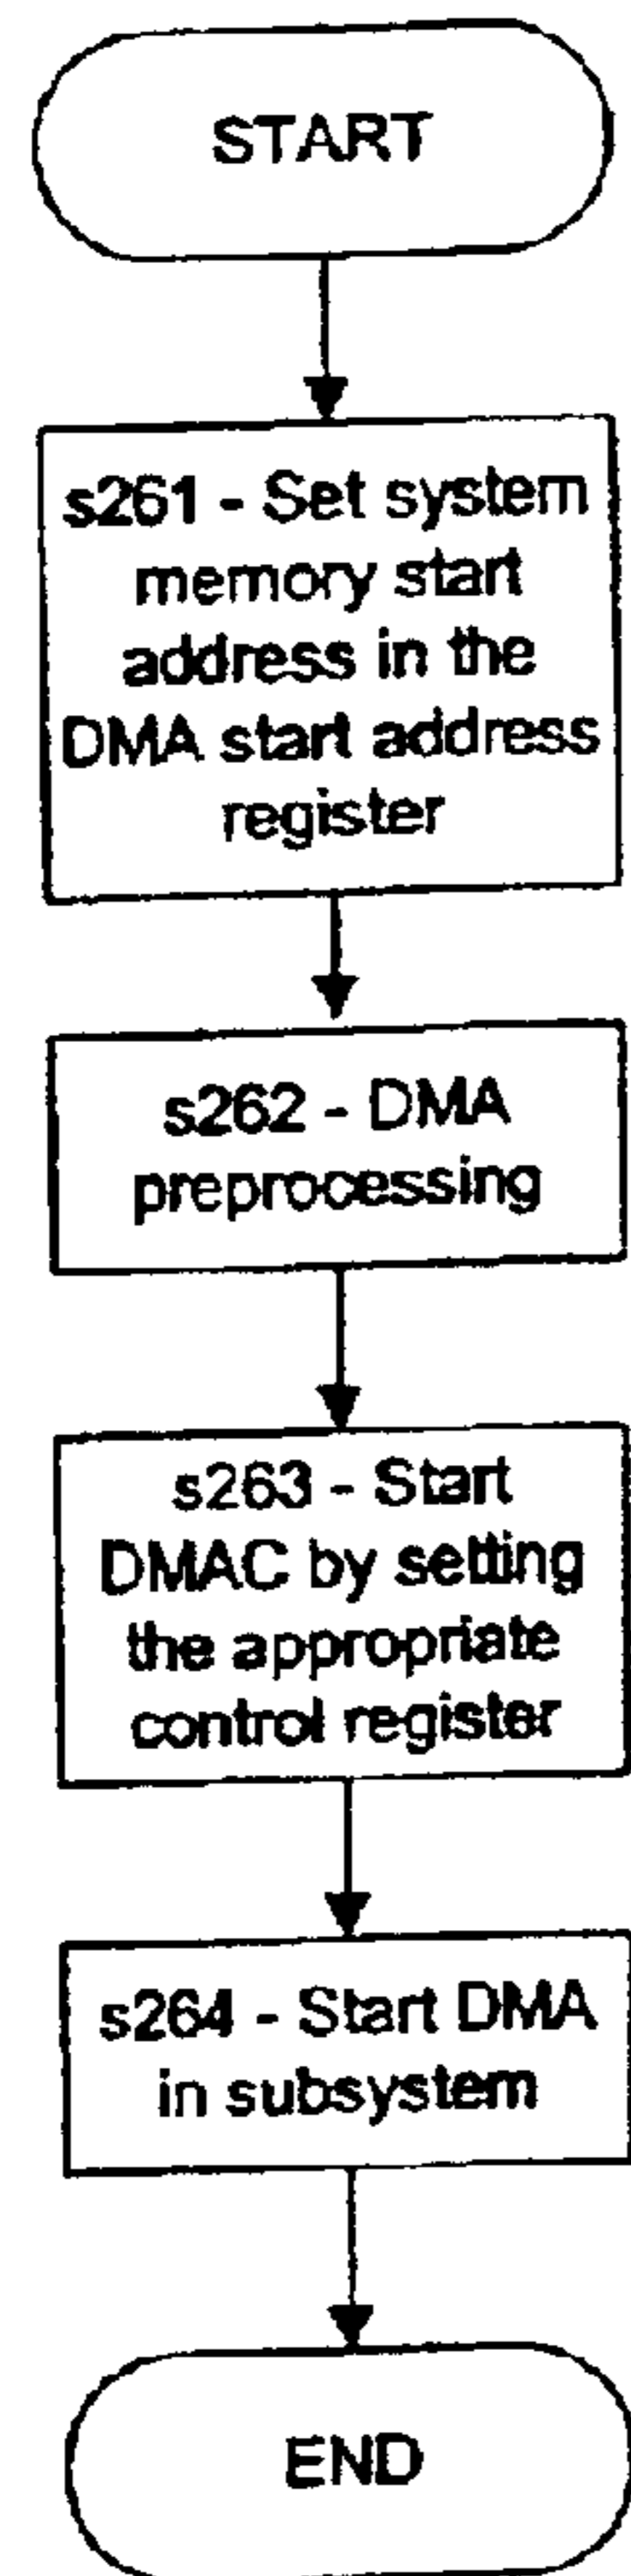 START
s261 - Set system
memory start
address in the
DMA start address
register
s262 - DMA
preprocessing
s263 - Start
DMAC by setting
the appropriate
control register
s264 - Start DMA
in subsystem
END